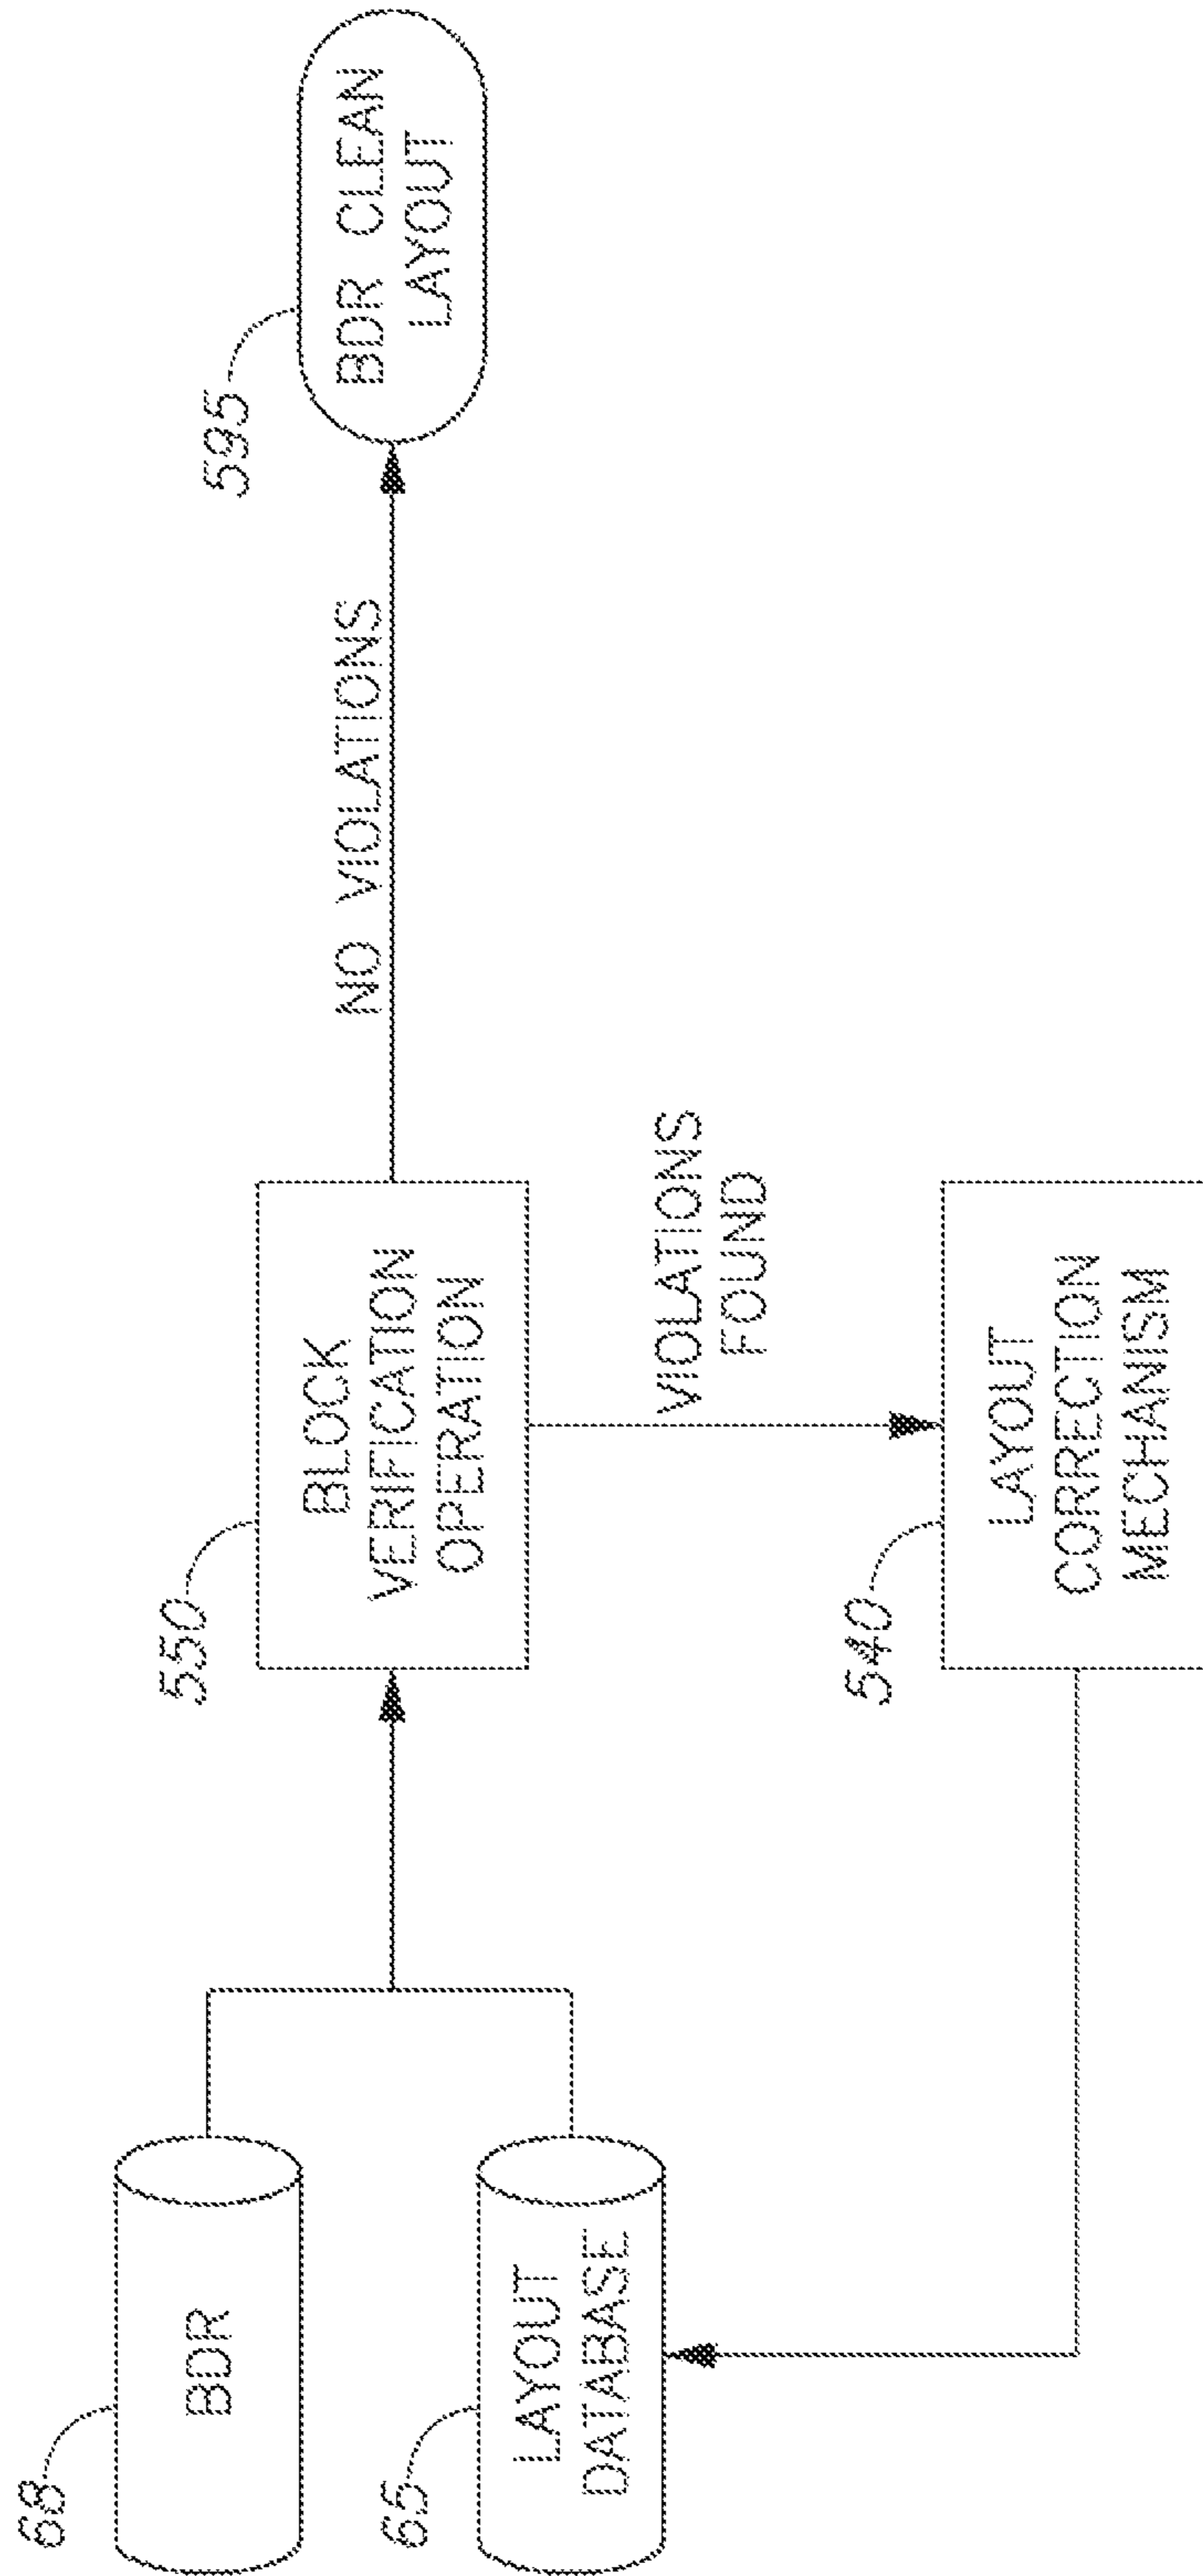 68
BDR
65
LAYOUT
DATABASE
550
BLOCK
VERIFICATION
OPERATION
NO VIOLATIONS
595
BDR CLEAN
LAYOUT
VIOLATIONS
FOUND
540
LAYOUT
CORRECTION
MECHANISM